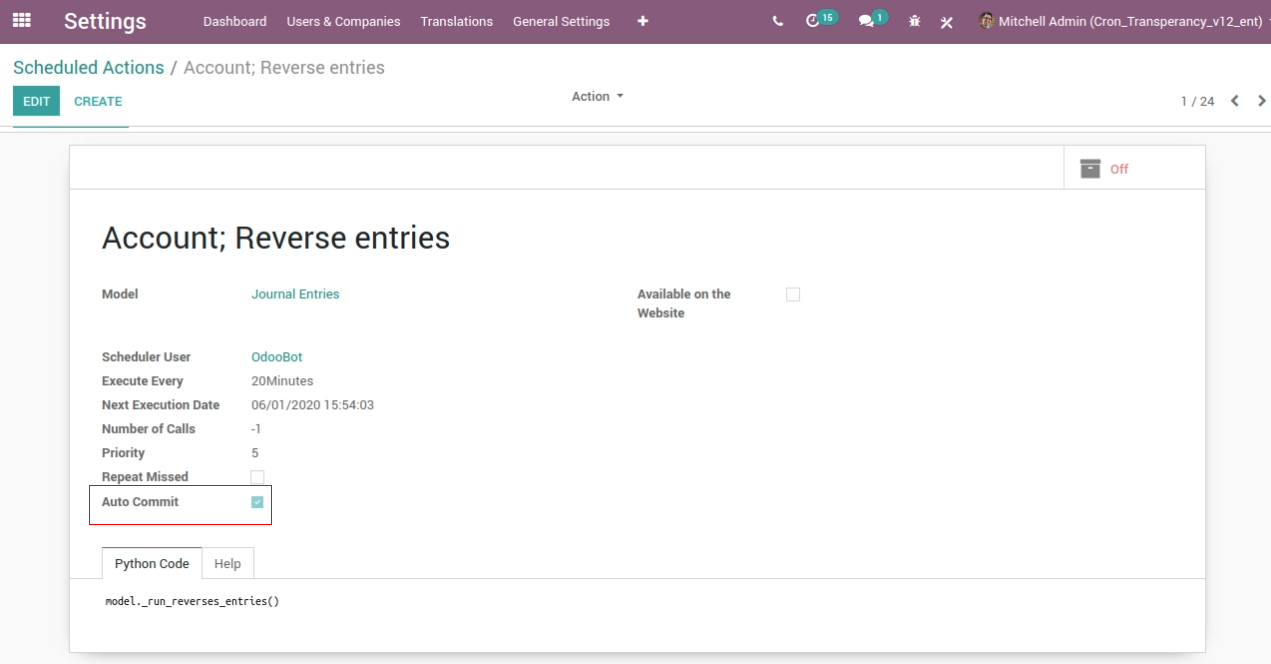 Settings Dashboard Users & Companies Translations General Settings + 15 1 Mitchell Admin (Cron_Transperancy_v12_ent)
Scheduled Actions / Account; Reverse entries
EDIT CREATE Action 1 / 24
Off
Account; Reverse entries
Model Journal Entries Available on the
Website
Scheduler User OdooBot
Execute Every 20Minutes
Next Execution Date 06/01/2020 15:54:03
Number of Calls -1
Priority 5
Repeat Missed
Auto Commit
Python Code Help
model._run_reverses_entries()